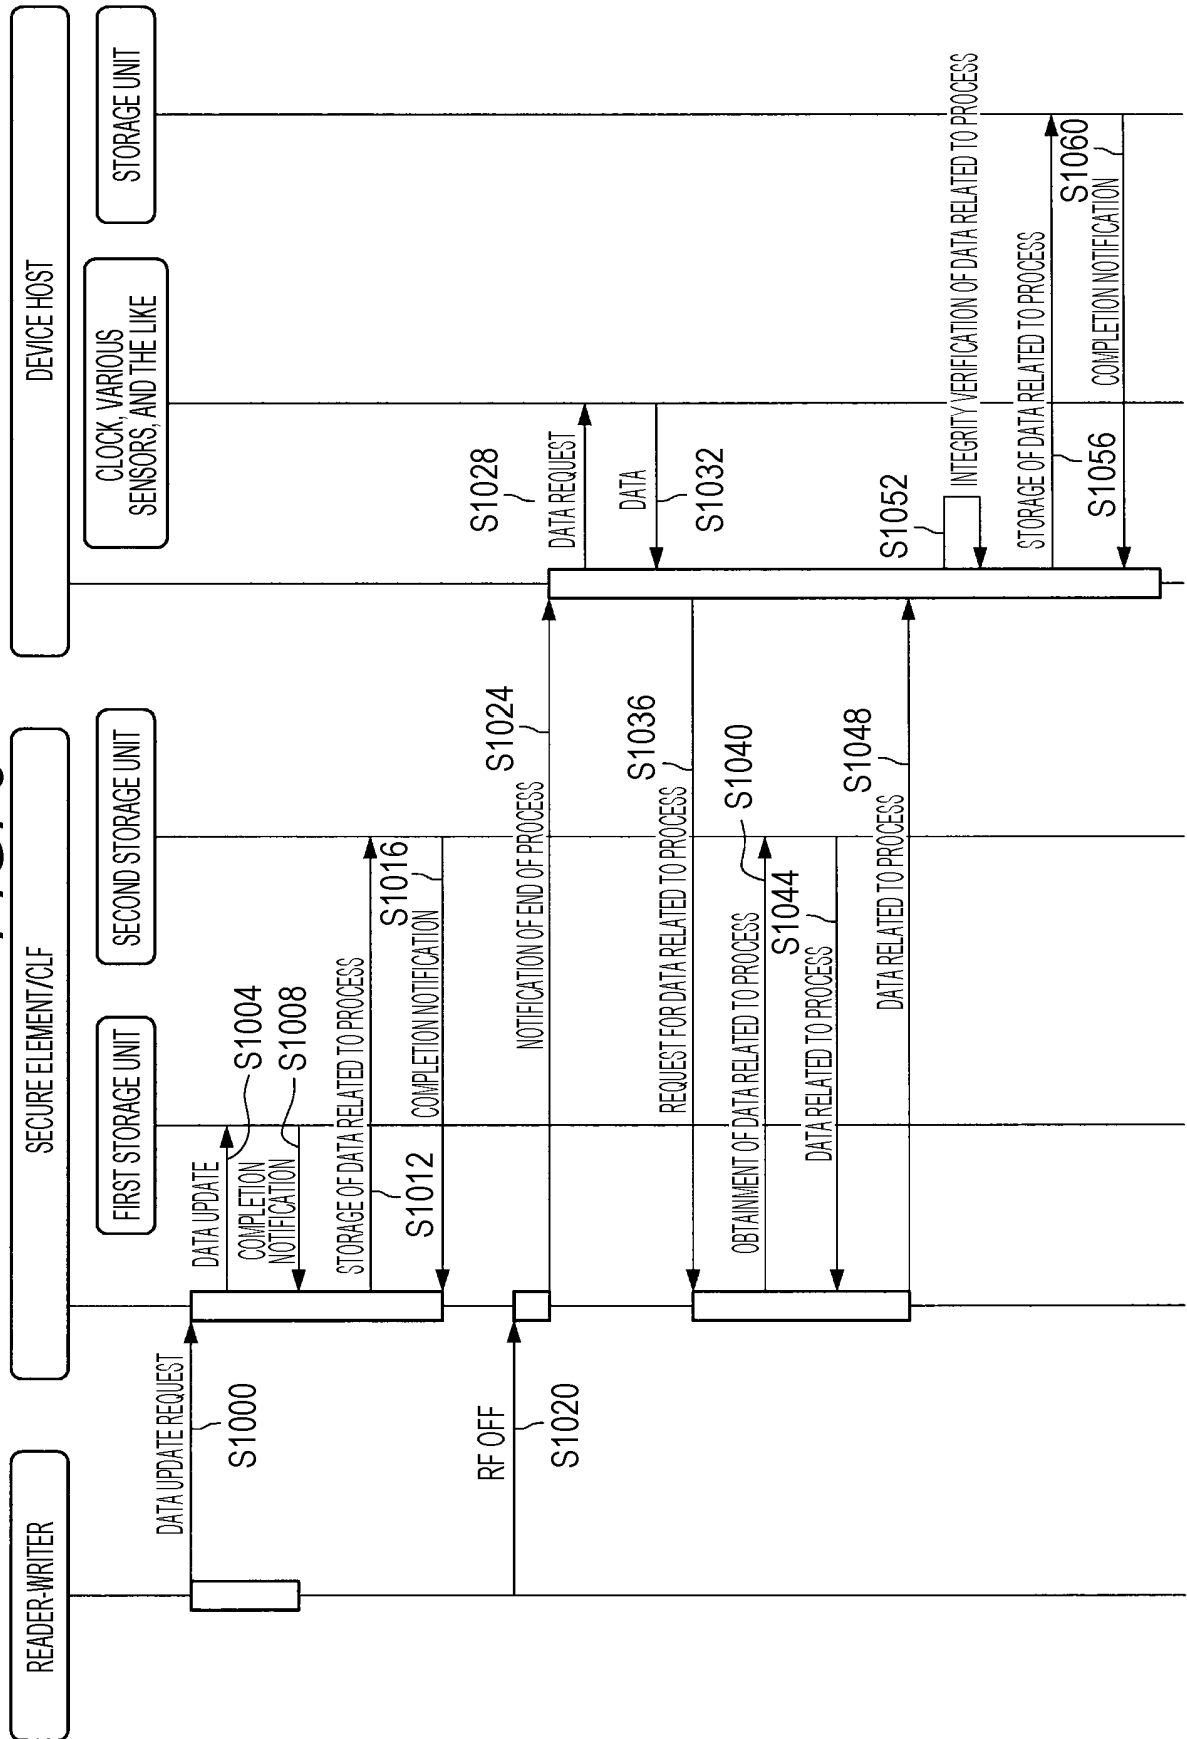 READER-WRITER
SECURE ELEMENT/CLF
DEVICE HOST
FIRST STORAGE UNIT
SECOND STORAGE UNIT
CLOCK, VARIOUS
SENSORS, AND THE LIKE
STORAGE UNIT
DATA UPDATE REQUEST
S1000
DATA UPDATE
S1004
COMPLETION
NOTIFICATION
S1008
STORAGE OF DATA RELATED TO PROCESS
S1012
S1016
COMPLETION NOTIFICATION
RF OFF
S1020
NOTIFICATION OF END OF PROCESS
S1024
S1028
DATA REQUEST
DATA
S1032
REQUEST FOR DATA RELATED TO PROCESS
S1036
OBTAINMENT OF DATA RELATED TO PROCESS
S1040
S1044
DATA RELATED TO PROCESS
DATA RELATED TO PROCESS
S1048
S1052
INTEGRITY VERIFICATION OF DATA RELATED TO PROCESS
STORAGE OF DATA RELATED TO PROCESS
S1056
S1060
COMPLETION NOTIFICATION